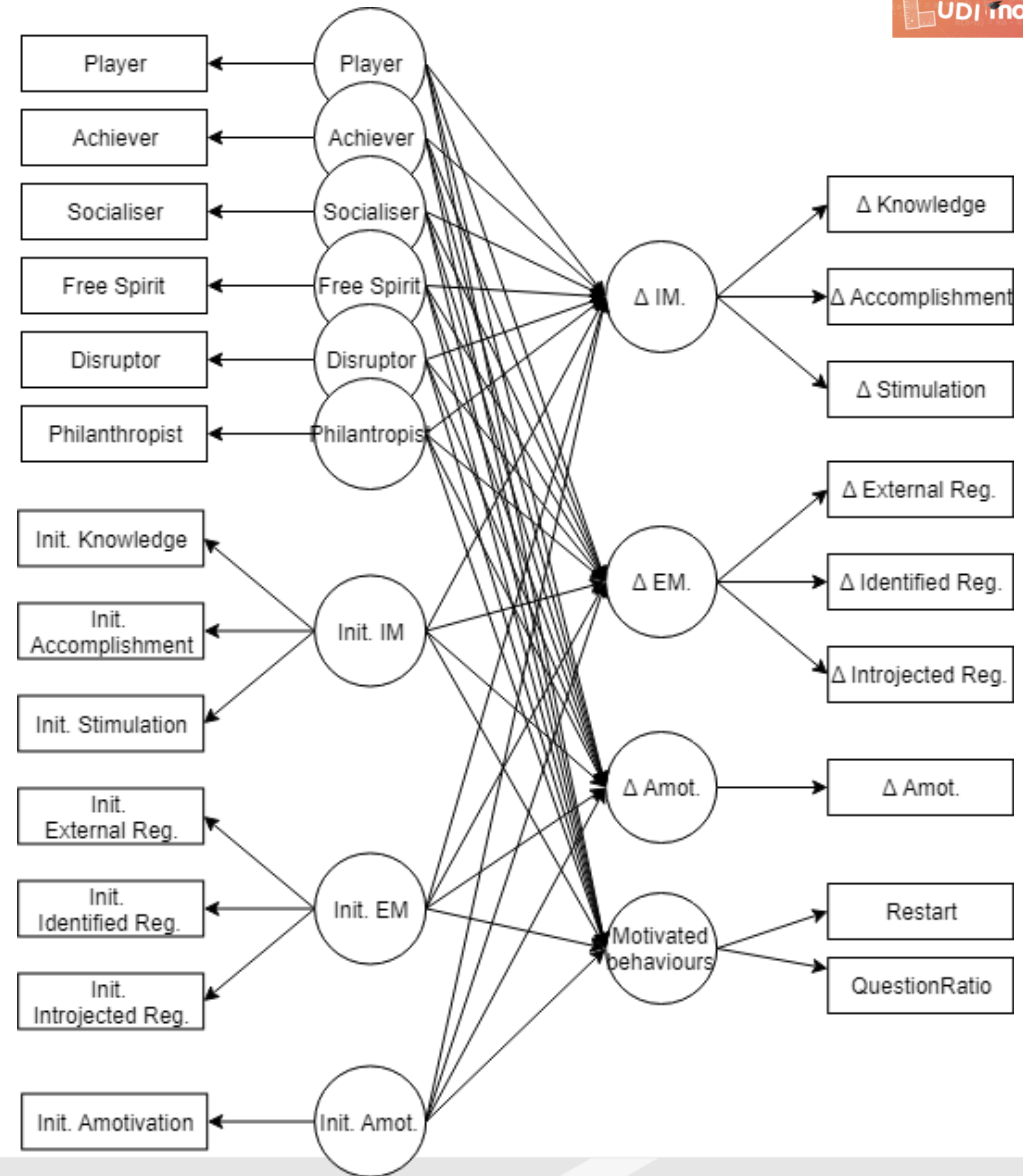 UDI
Player
Player
Achiever
Achiever
Socialiser
Socialiser
Free Spirit
Free Spirit
Disruptor
Disruptor
Philanthropist
Philantropist
Init. Knowledge
Init.
Accomplishment
Init. Stimulation
Init. IM
Init.
External Reg.
Init.
Identified Reg.
Init.
Introjected Reg.
Init. EM
Init. Amotivation
Init. Amot.
Δ IM.
Δ Knowledge
Δ Accomplishment
Δ Stimulation
Δ EM.
Δ External Reg.
Δ Identified Reg.
Δ Introjected Reg.
Δ Amot.
Δ Amot.
Motivated
behaviours
Restart
QuestionRatio